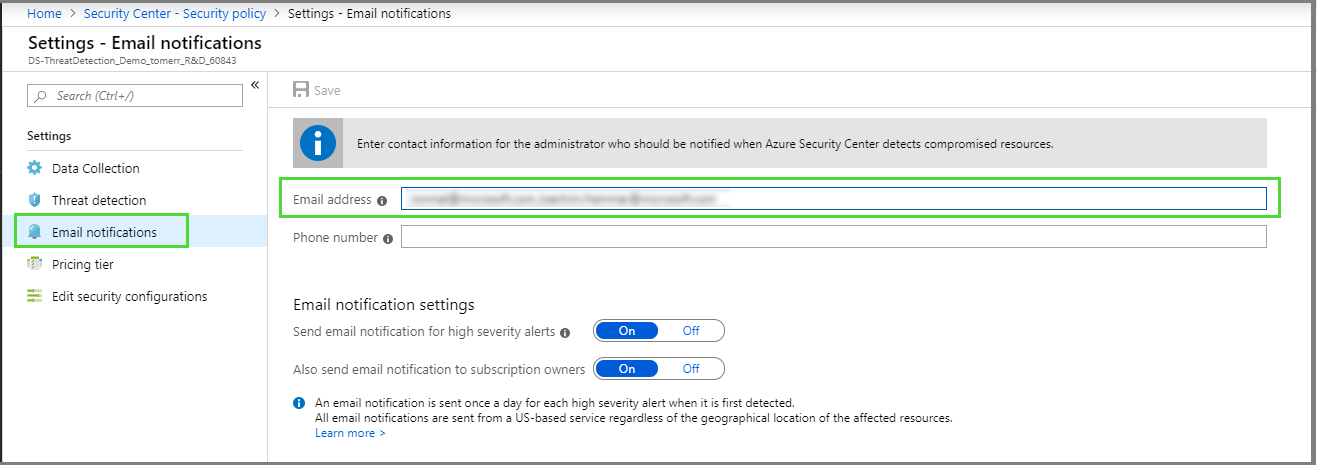 Home > Security Center - Security policy > Settings - Email notifications
Settings - Email notifications
DS-ThreatDetection_Demo_tomerr_R&D_60843
Search (Ctrl+/)
«
Settings
Data Collection
Threat detection
Email notifications
Pricing tier
Edit security configurations
Save
Enter contact information for the administrator who should be notified when Azure Security Center detects compromised resources.
Email address
Phone number
Email notification settings
Send email notification for high severity alerts On Off
Also send email notification to subscription owners On Off
An email notification is sent once a day for each high severity alert when it is first detected.
All email notifications are sent from a US-based service regardless of the geographical location of the affected resources.
Learn more >